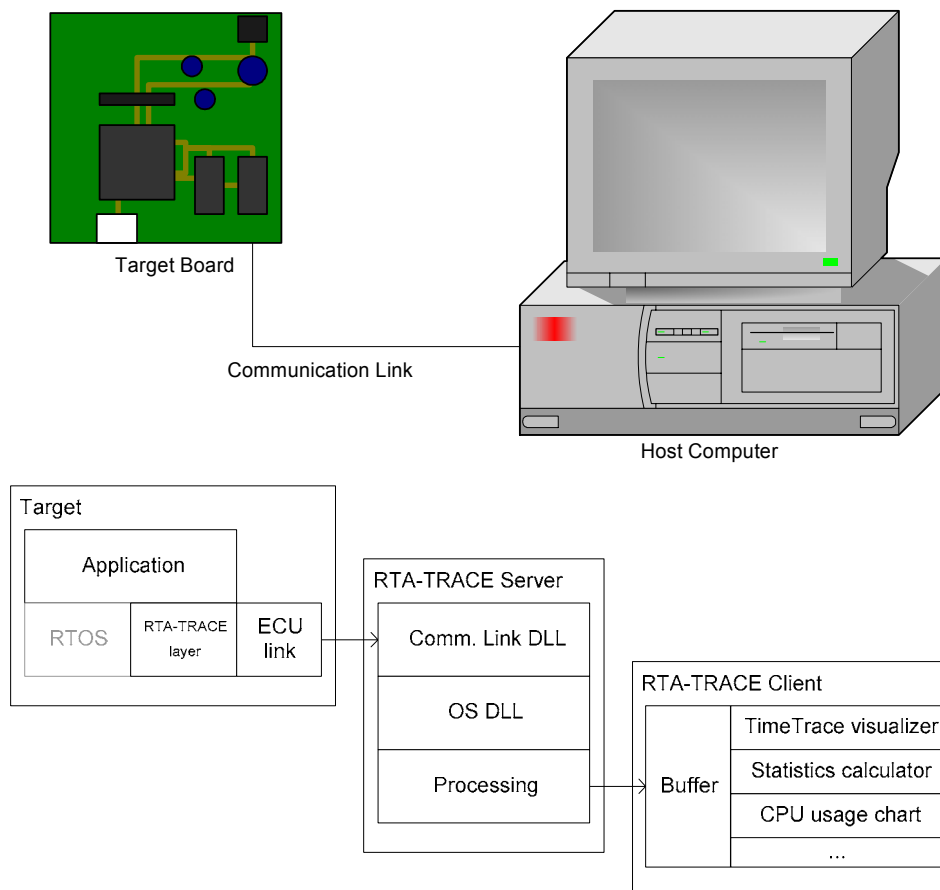 Target Board
Communication Link
Host Computer
Target
Application
RTOS
RTA-TRACE
layer
ECU
link
RTA-TRACE Server
Comm. Link DLL
OS DLL
Processing
RTA-TRACE Client
Buffer
TimeTrace visualizer
Statistics calculator
CPU usage chart
...